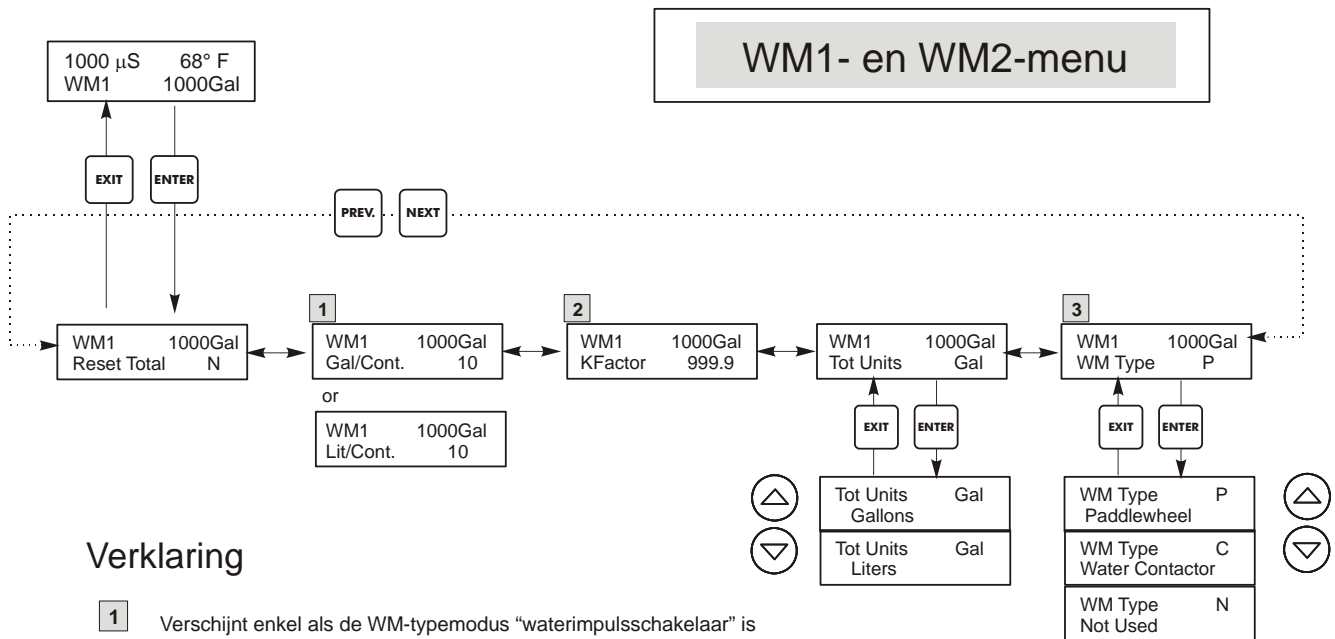 WM1- en WM2-menu
1000 μS 68° F
WM1 1000Gal
EXIT
ENTER
PREV.
NEXT
WM1 1000Gal
Reset Total N
1
WM1 1000Gal
Gal/Cont. 10
or
WM1 1000Gal
Lit/Cont. 10
2
WM1 1000Gal
KFactor 999.9
WM1 1000Gal
Tot Units Gal
EXIT
ENTER
Tot Units Gal
Gallons
Tot Units Gal
Liters
3
WM1 1000Gal
WM Type P
EXIT
ENTER
WM Type P
Paddlewheel
WM Type C
Water Contactor
WM Type N
Not Used
Verklaring
1 Verschijnt enkel als de WM-typemodus “waterimpulsschakelaar” is